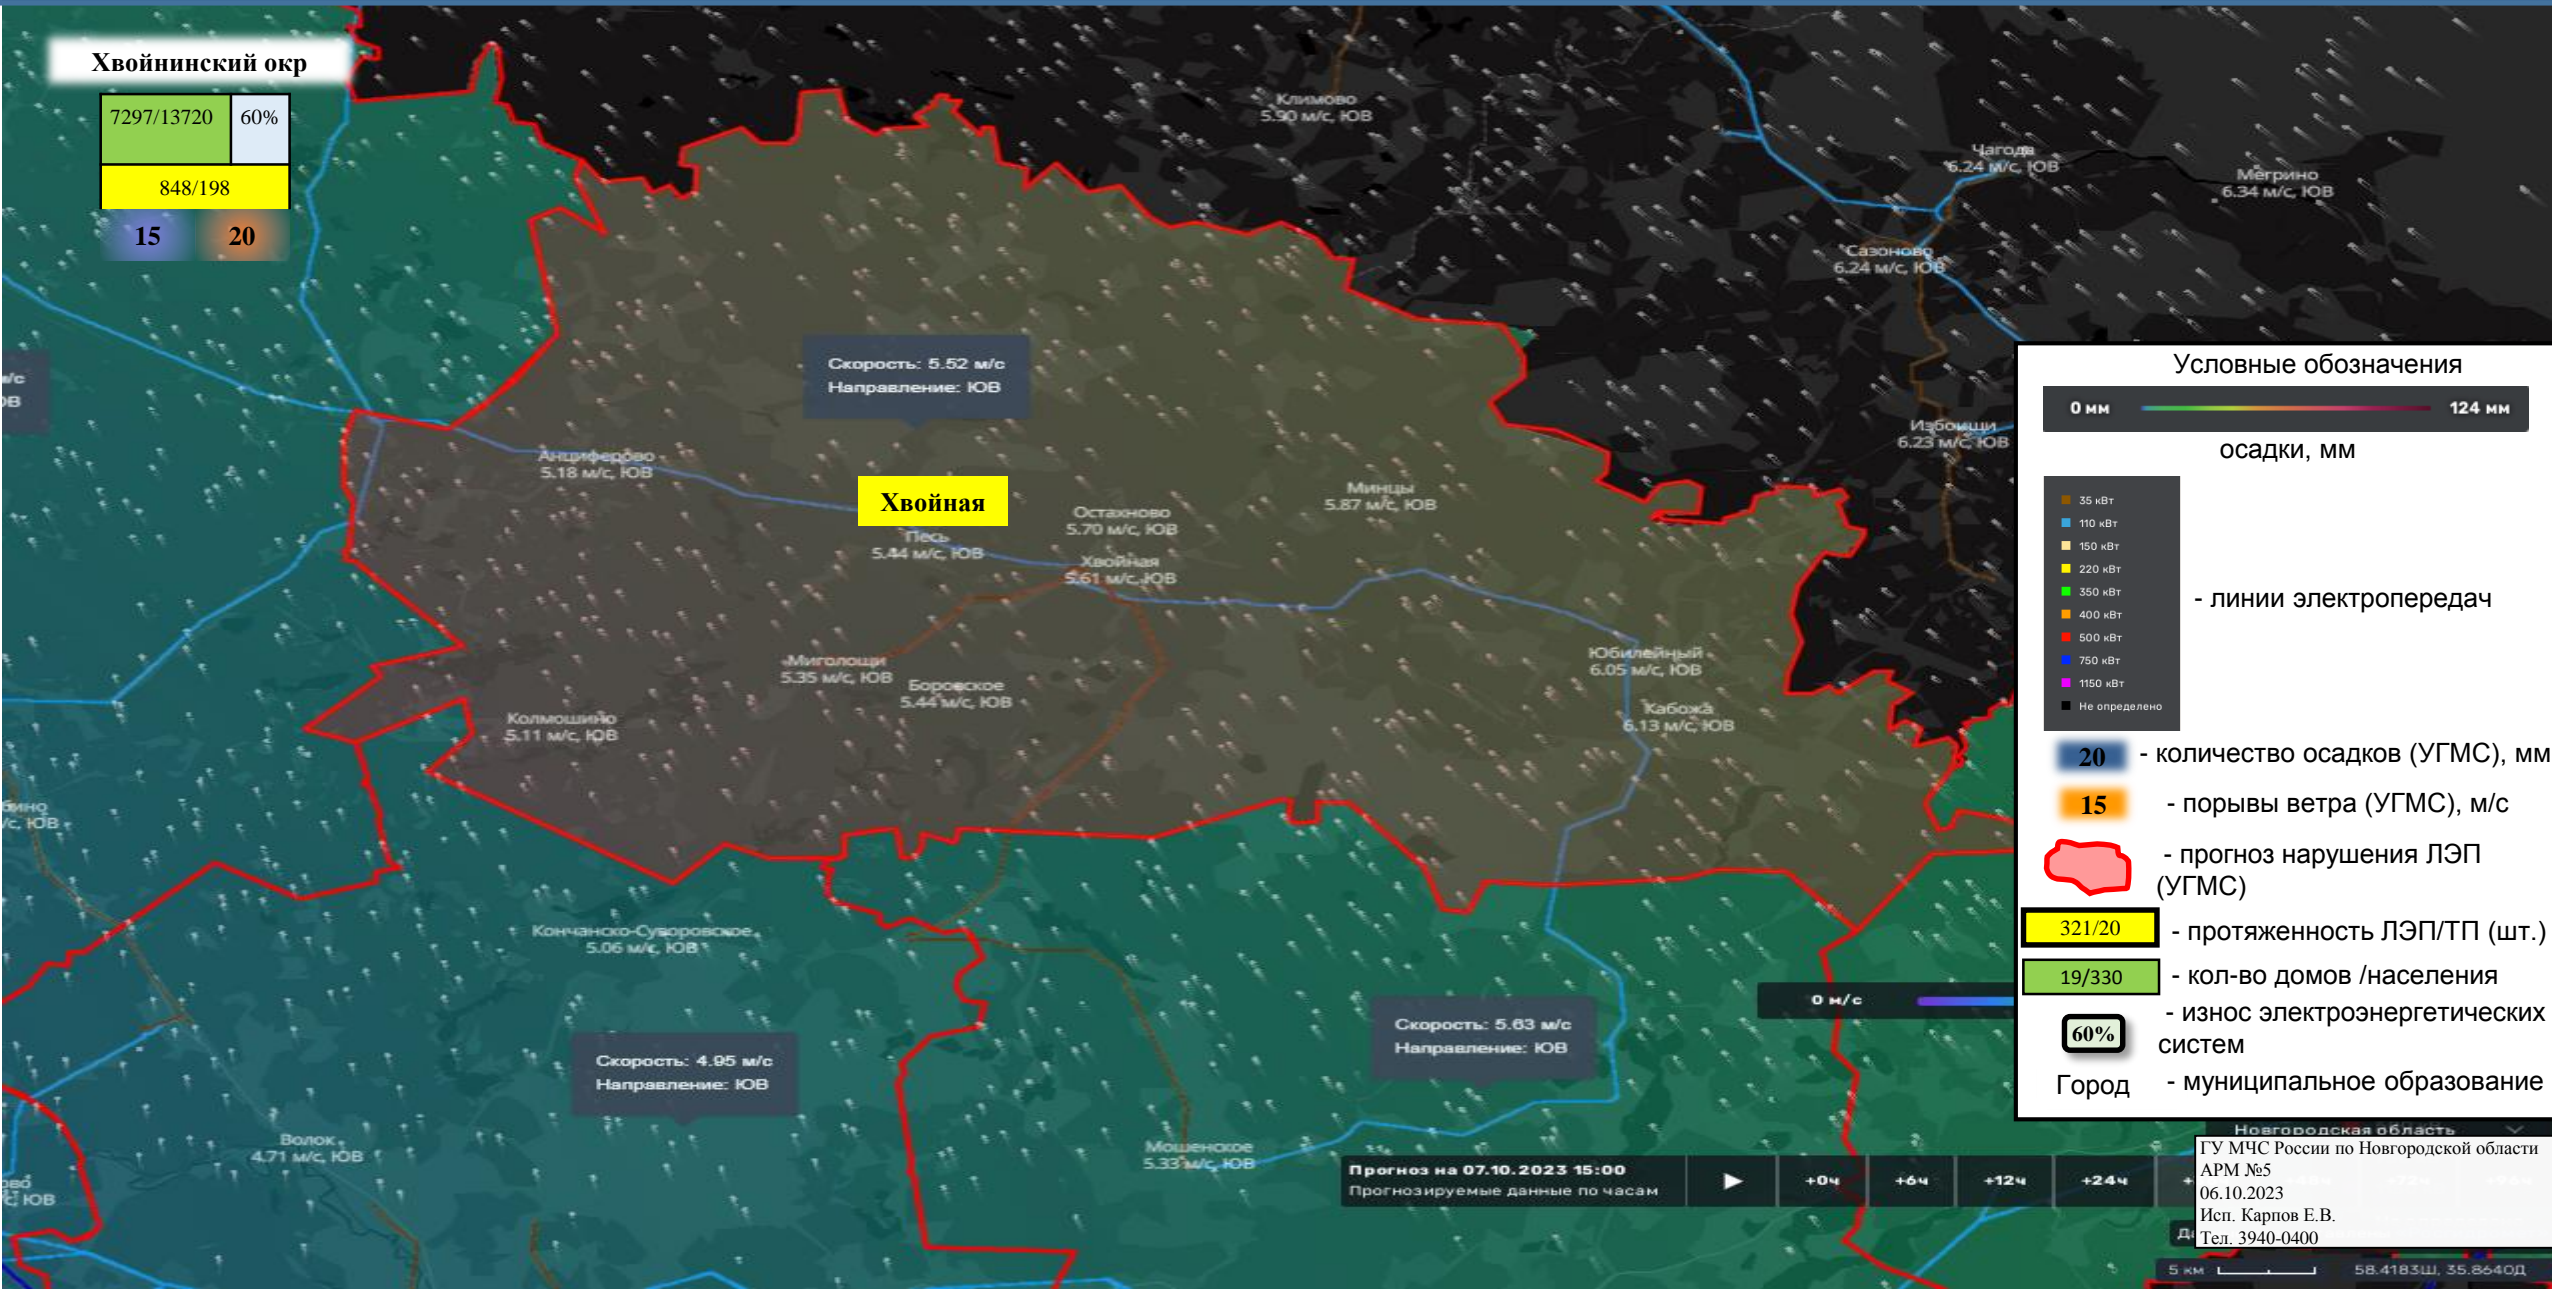 Хвойнинский окр
7297/13720 60%
848/198
15 20
Климово
5.90 м/с, ЮВ
Чагода
6.24 м/с, ЮВ
Мегрино
6.34 м/с, ЮВ
Сазоново
6.24 м/с, ЮВ
Избоищи
6.23 м/с, ЮВ
Скорость: 5.52 м/с
Направление: ЮВ
Анциферово
5.18 м/с, ЮВ
Хвойная
Песь
5.44 м/с, ЮВ
Остахново
5.70 м/с, ЮВ
Хвойная
5.61 м/с, ЮВ
Минцы
5.87 м/с, ЮВ
Миголощи
5.35 м/с, ЮВ
Боровское
5.44 м/с, ЮВ
Колмошино
5.11 м/с, ЮВ
Юбилейный
6.05 м/с, ЮВ
Кабожа
6.13 м/с, ЮВ
Кончанско-Суворовское
5.06 м/с, ЮВ
Скорость: 4.95 м/с
Направление: ЮВ
Скорость: 5.63 м/с
Направление: ЮВ
Волок
4.71 м/с, ЮВ
Мошенское
5.33 м/с, ЮВ
0 м/с
Прогноз на 07.10.2023 15:00
Прогнозируемые данные по часам
+0ч +6ч +12ч +24ч
Условные обозначения
0 мм 124 мм
осадки, мм
35 кВт
110 кВт
150 кВт
220 кВт
350 кВт
400 кВт
500 кВт
750 кВт
1150 кВт
Не определено
- линии электропередач
20 - количество осадков (УГМС), мм
15 - порывы ветра (УГМС), м/с
- прогноз нарушения ЛЭП
(УГМС)
321/20 - протяженность ЛЭП/ТП (шт.)
19/330 - кол-во домов /населения
60% - износ электроэнергетических
систем
Город - муниципальное образование
Новгородская область
ГУ МЧС России по Новгородской области
АРМ №5
06.10.2023
Исп. Карпов Е.В.
Тел. 3940-0400
5 км 58.4183Ш, 35.8640Д